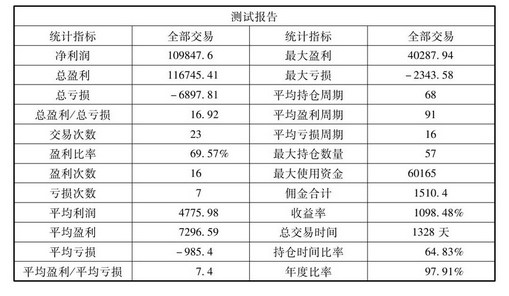 测试报告
统计指标 全部交易 统计指标 全部交易
净利润 109847.6 最大盈利 40287.94
总盈利 116745.41 最大亏损 -2343.58
总亏损 -6897.81 平均持仓周期 68
总盈利/总亏损 16.92 平均盈利周期 91
交易次数 23 平均亏损周期 16
盈利比率 69.57% 最大持仓数量 57
盈利次数 16 最大使用资金 60165
亏损次数 7 佣金合计 1510.4
平均利润 4775.98 收益率 1098.48%
平均盈利 7296.59 总交易时间 1328 天
平均亏损 -985.4 持仓时间比率 64.83%
平均盈利/平均亏损 7.4 年度比率 97.91%